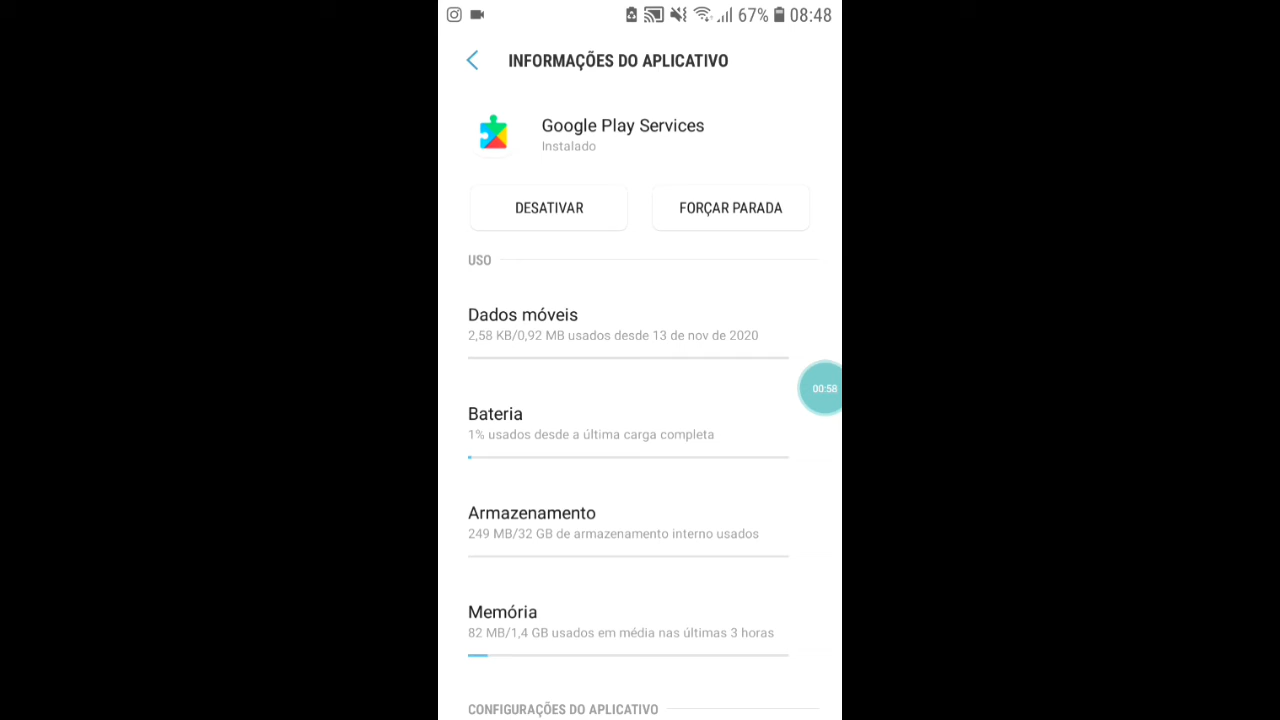 67% 08:48
INFORMAÇÕES DO APLICATIVO
Google Play Services
Instalado
DESATIVAR FORÇAR PARADA
USO
Dados móveis
2,58 KB/0,92 MB usados desde 13 de nov de 2020
00:58
Bateria
1% usados desde a última carga completa
Armazenamento
249 MB/32 GB de armazenamento interno usados
Memória
82 MB/1,4 GB usados em média nas últimas 3 horas
CONFIGURAÇÕES DO APLICATIVO